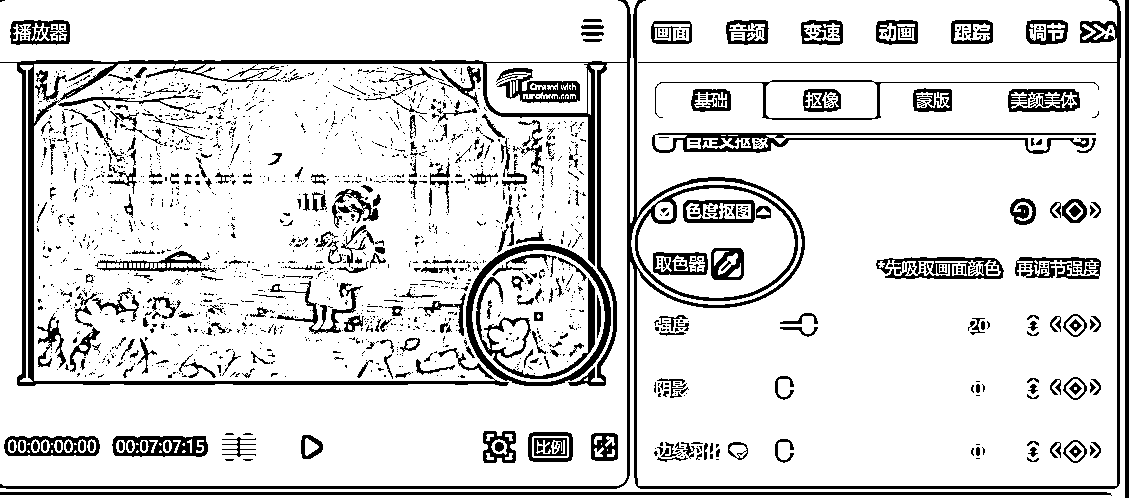 播放器
Created with
画面 音频 变速 动画 跟踪 调节
基础 抠像 蒙版 美颜美体
自定义抠像
色度抠图
取色器
先吸取画面颜色 再调节强度
强度 20
阴影 0
边缘羽化 0
00:00:00:00 00:07:07:15 比例